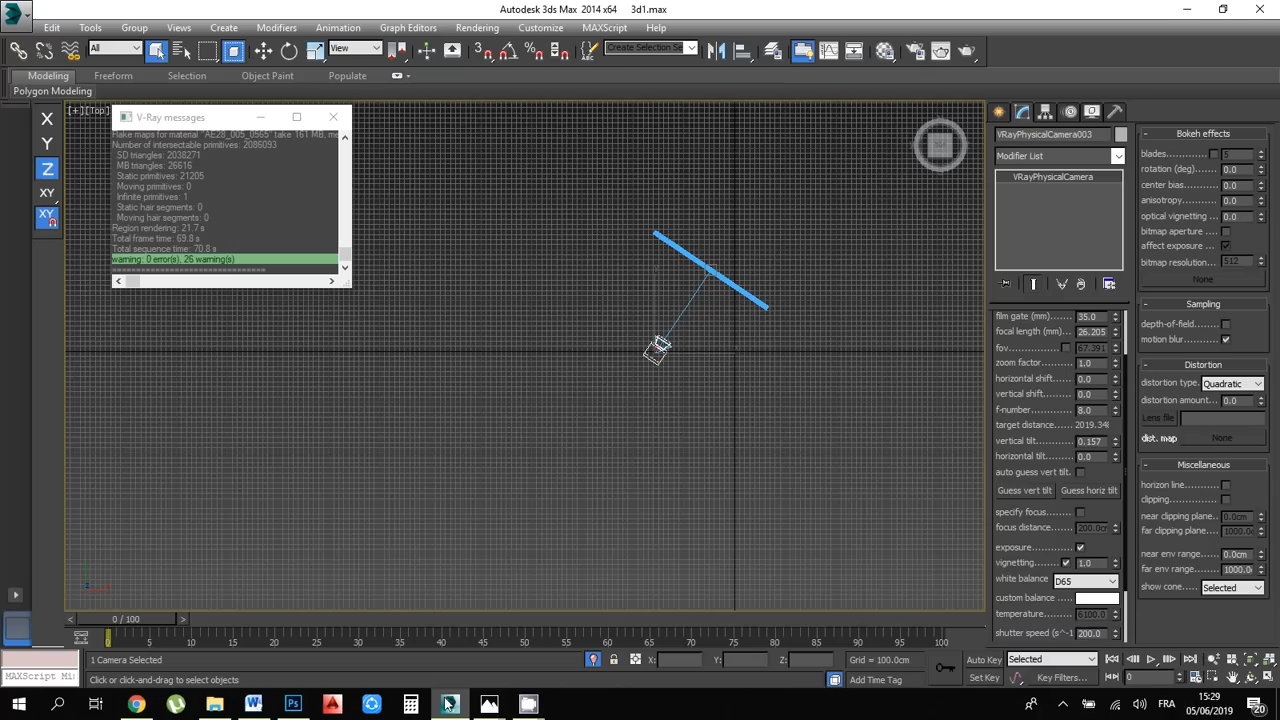 Autodesk 3ds Max 2014 x64 3d1.max
Edit Tools Group Views Create Modifiers Animation Graph Editors Rendering Customize MAXScript Help
All View Create Selection Se
Modeling Freeform Selection Object Paint Populate
Polygon Modeling
[+][Top]
X
Y
Z
XY
XY
V-Ray messages
Number of intersectable primitives: 2086093
SD triangles: 2038271
MB triangles: 26616
Static primitives: 21205
Moving primitives: 0
Infinite primitives: 1
Static hair segments: 0
Moving hair segments: 0
Region rendering: 21.7 s
Total frame time: 69.8 s
Total sequence time: 70.8 s
warning: 0 error(s), 26 warning(s)
==============================
VRayPhysicalCamera003
Modifier List
VRayPhysicalCamera
film gate (mm) 35.0
focal length (mm) 26.205
fov 67.391
zoom factor 1.0
horizontal shift 0.0
vertical shift 0.0
f-number 8.0
target distance 2019.34
vertical tilt 0.157
horizontal tilt 0.0
auto guess vert tilt.
Guess vert tilt Guess horiz tilt
specify focus
focus distance 200.0c
exposure
vignetting 1.0
white balance D65
custom balance
temperature 6100.0
shutter speed (s^-1 200.0
Bokeh effects
blades 5
rotation (deg) 0.0
center bias 0.0
anisotropy 0.0
optical vignetting 0.0
bitmap aperture
affect exposure
bitmap resolution 512
None
Sampling
depth-of-field
motion blur
Distortion
distortion type. Quadratic
distortion amount 0.0
Lens file
dist. map None
Miscellaneous
horizon line
clipping
near clipping plane 0.0cm
far clipping plane 1000.0
near env range 0.0cm
far env range 1000.0
show cone Selected
< 0 / 100 >
0 5 10 15 20 25 30 35 40 45 50 55 60 65 70 75 80 85 90 95 100
1 Camera Selected X: Y: Z: Grid = 100.0cm Auto Key Selected
MAXScript Mi Click or click-and-drag to select objects Add Time Tag Set Key Key Filters... 0
FRA 15:29
05/06/2019
20